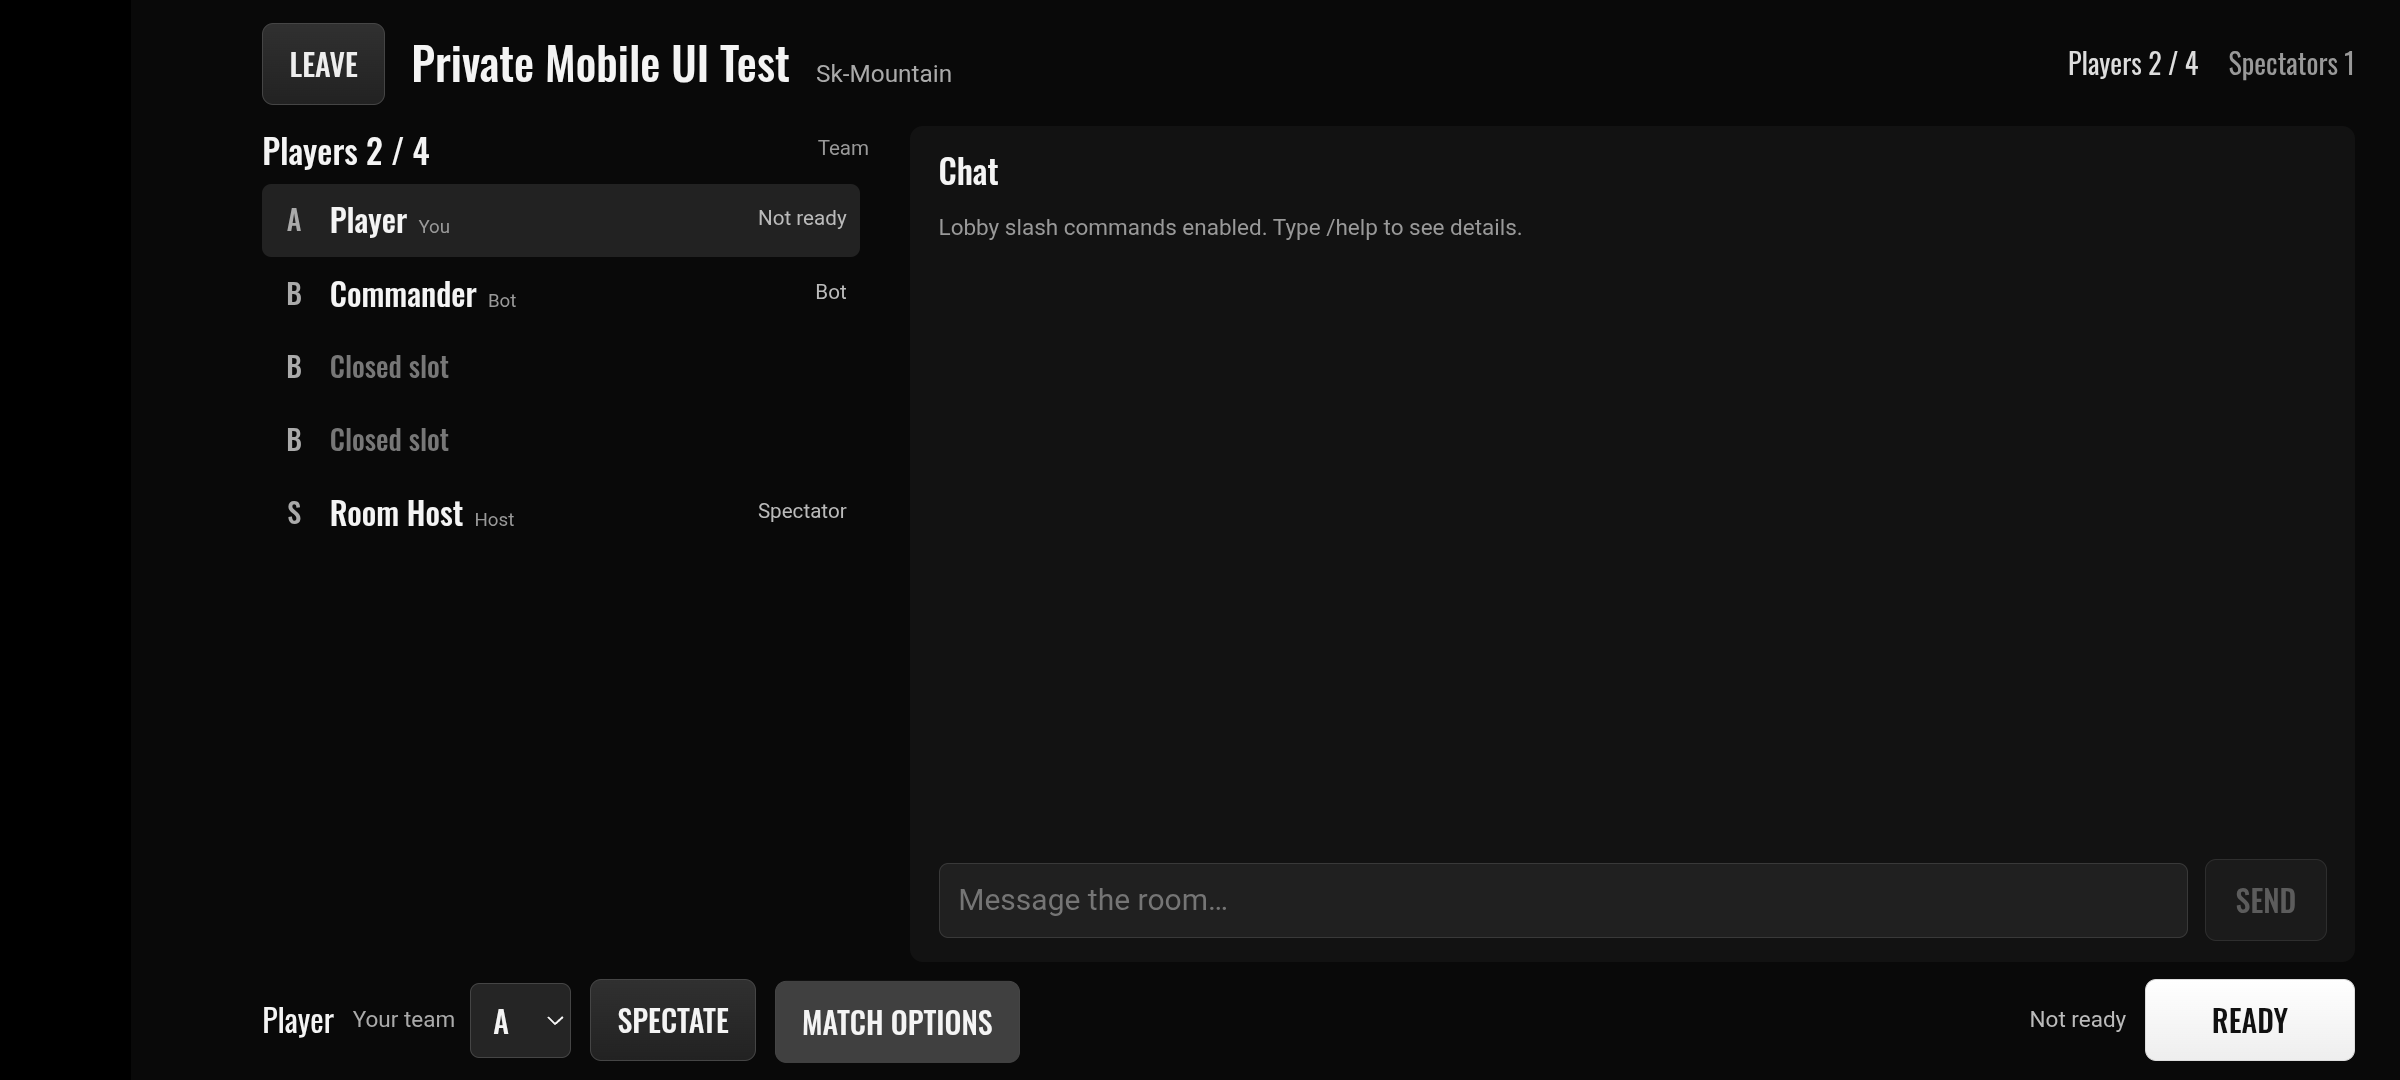 LEAVE
Private Mobile UI Test Sk-Mountain
Players 2 / 4 Spectators 1
Players 2 / 4 Team
A Player You Not ready
B Commander Bot Bot
B Closed slot
B Closed slot
S Room Host Host Spectator
Chat
Lobby slash commands enabled. Type /help to see details.
Message the room…
SEND
Player Your team A SPECTATE MATCH OPTIONS
Not ready READY